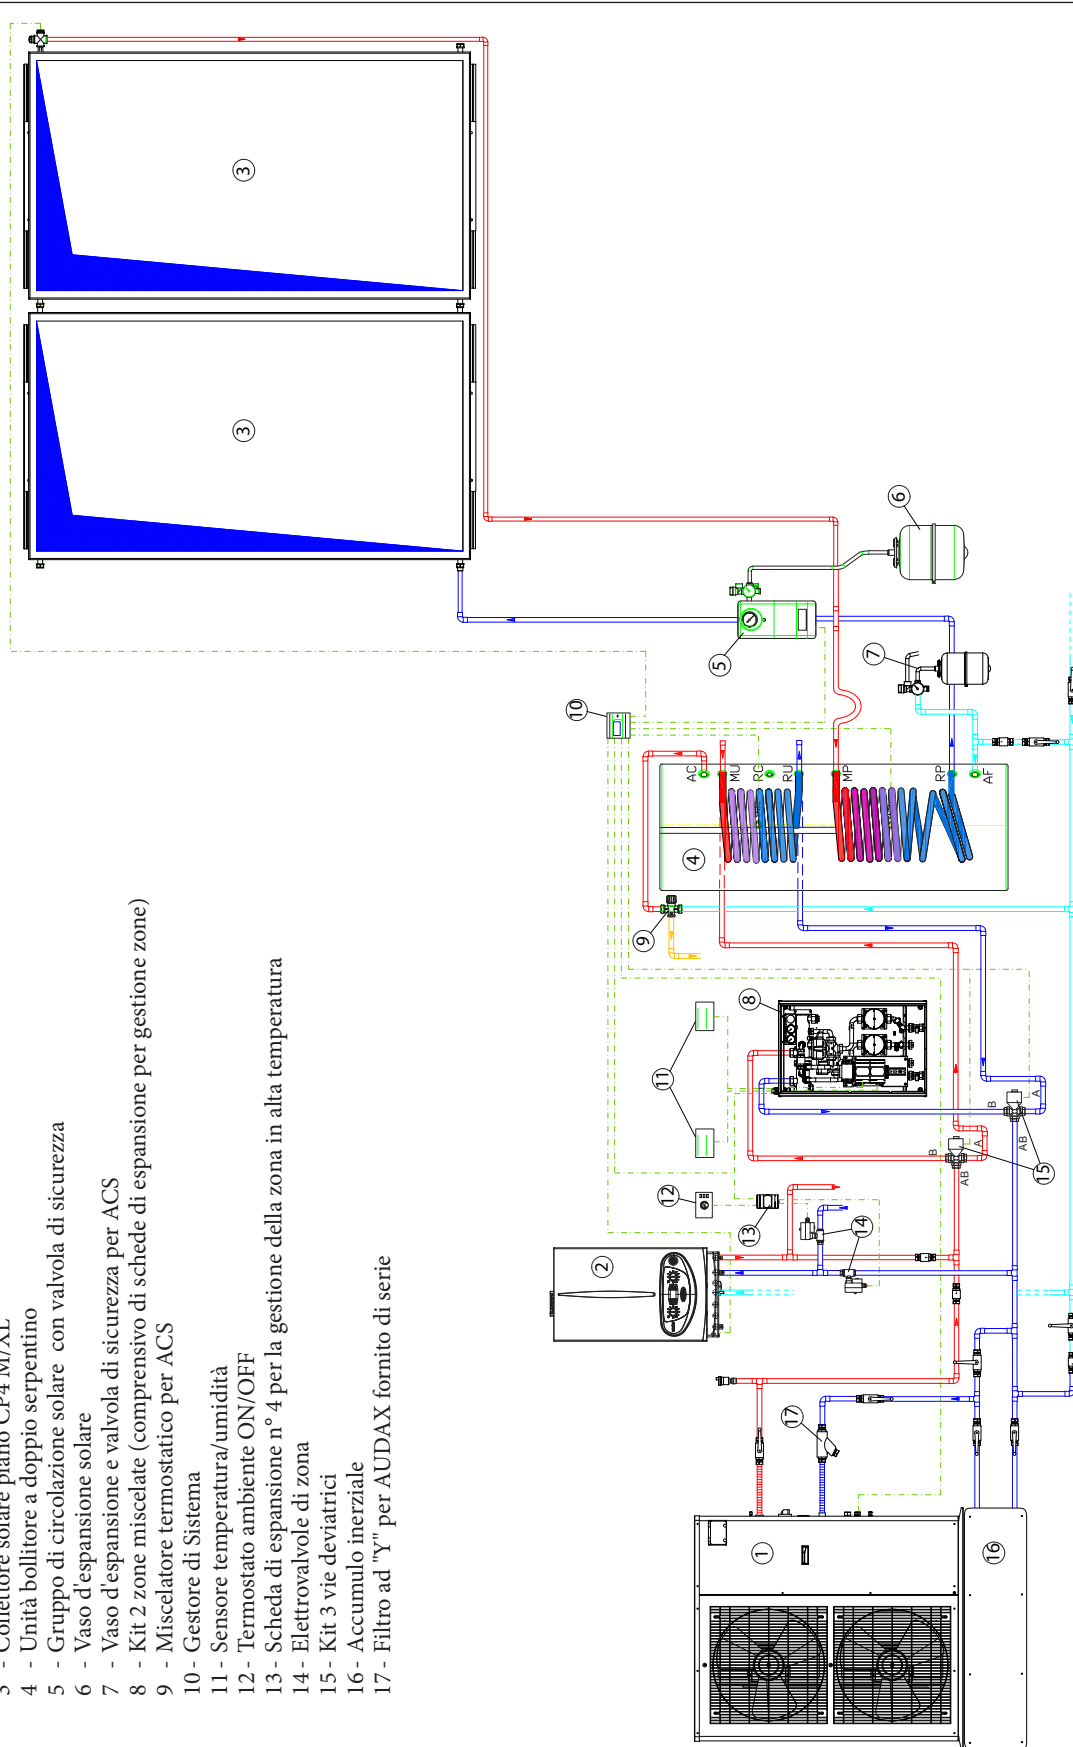 3 - Collettore solare piano CP4 M/XL
4 - Unità bollitore a doppio serpentino
5 - Gruppo di circolazione solare con valvola di sicurezza
6 - Vaso d'espansione solare
7 - Vaso d'espansione e valvola di sicurezza per ACS
8 - Kit 2 zone miscelate (comprensivo di schede di espansione per gestione zone)
9 - Miscelatore termostatico per ACS
10 - Gestore di Sistema
11 - Sensore temperatura/umidità
12 - Termostato ambiente ON/OFF
13 - Scheda di espansione n° 4 per la gestione della zona in alta temperatura
14 - Elettrovalvole di zona
15 - Kit 3 vie deviatrici
16 - Accumulo inerziale
17 - Filtro ad "Y" per AUDAX fornito di serie
1
2
3
3
4
5
6
7
8
9
10
11
12
13
14
15
16
17
AC
MU
RC
RU
MP
RP
AF
A
B
AB
A
B
AB